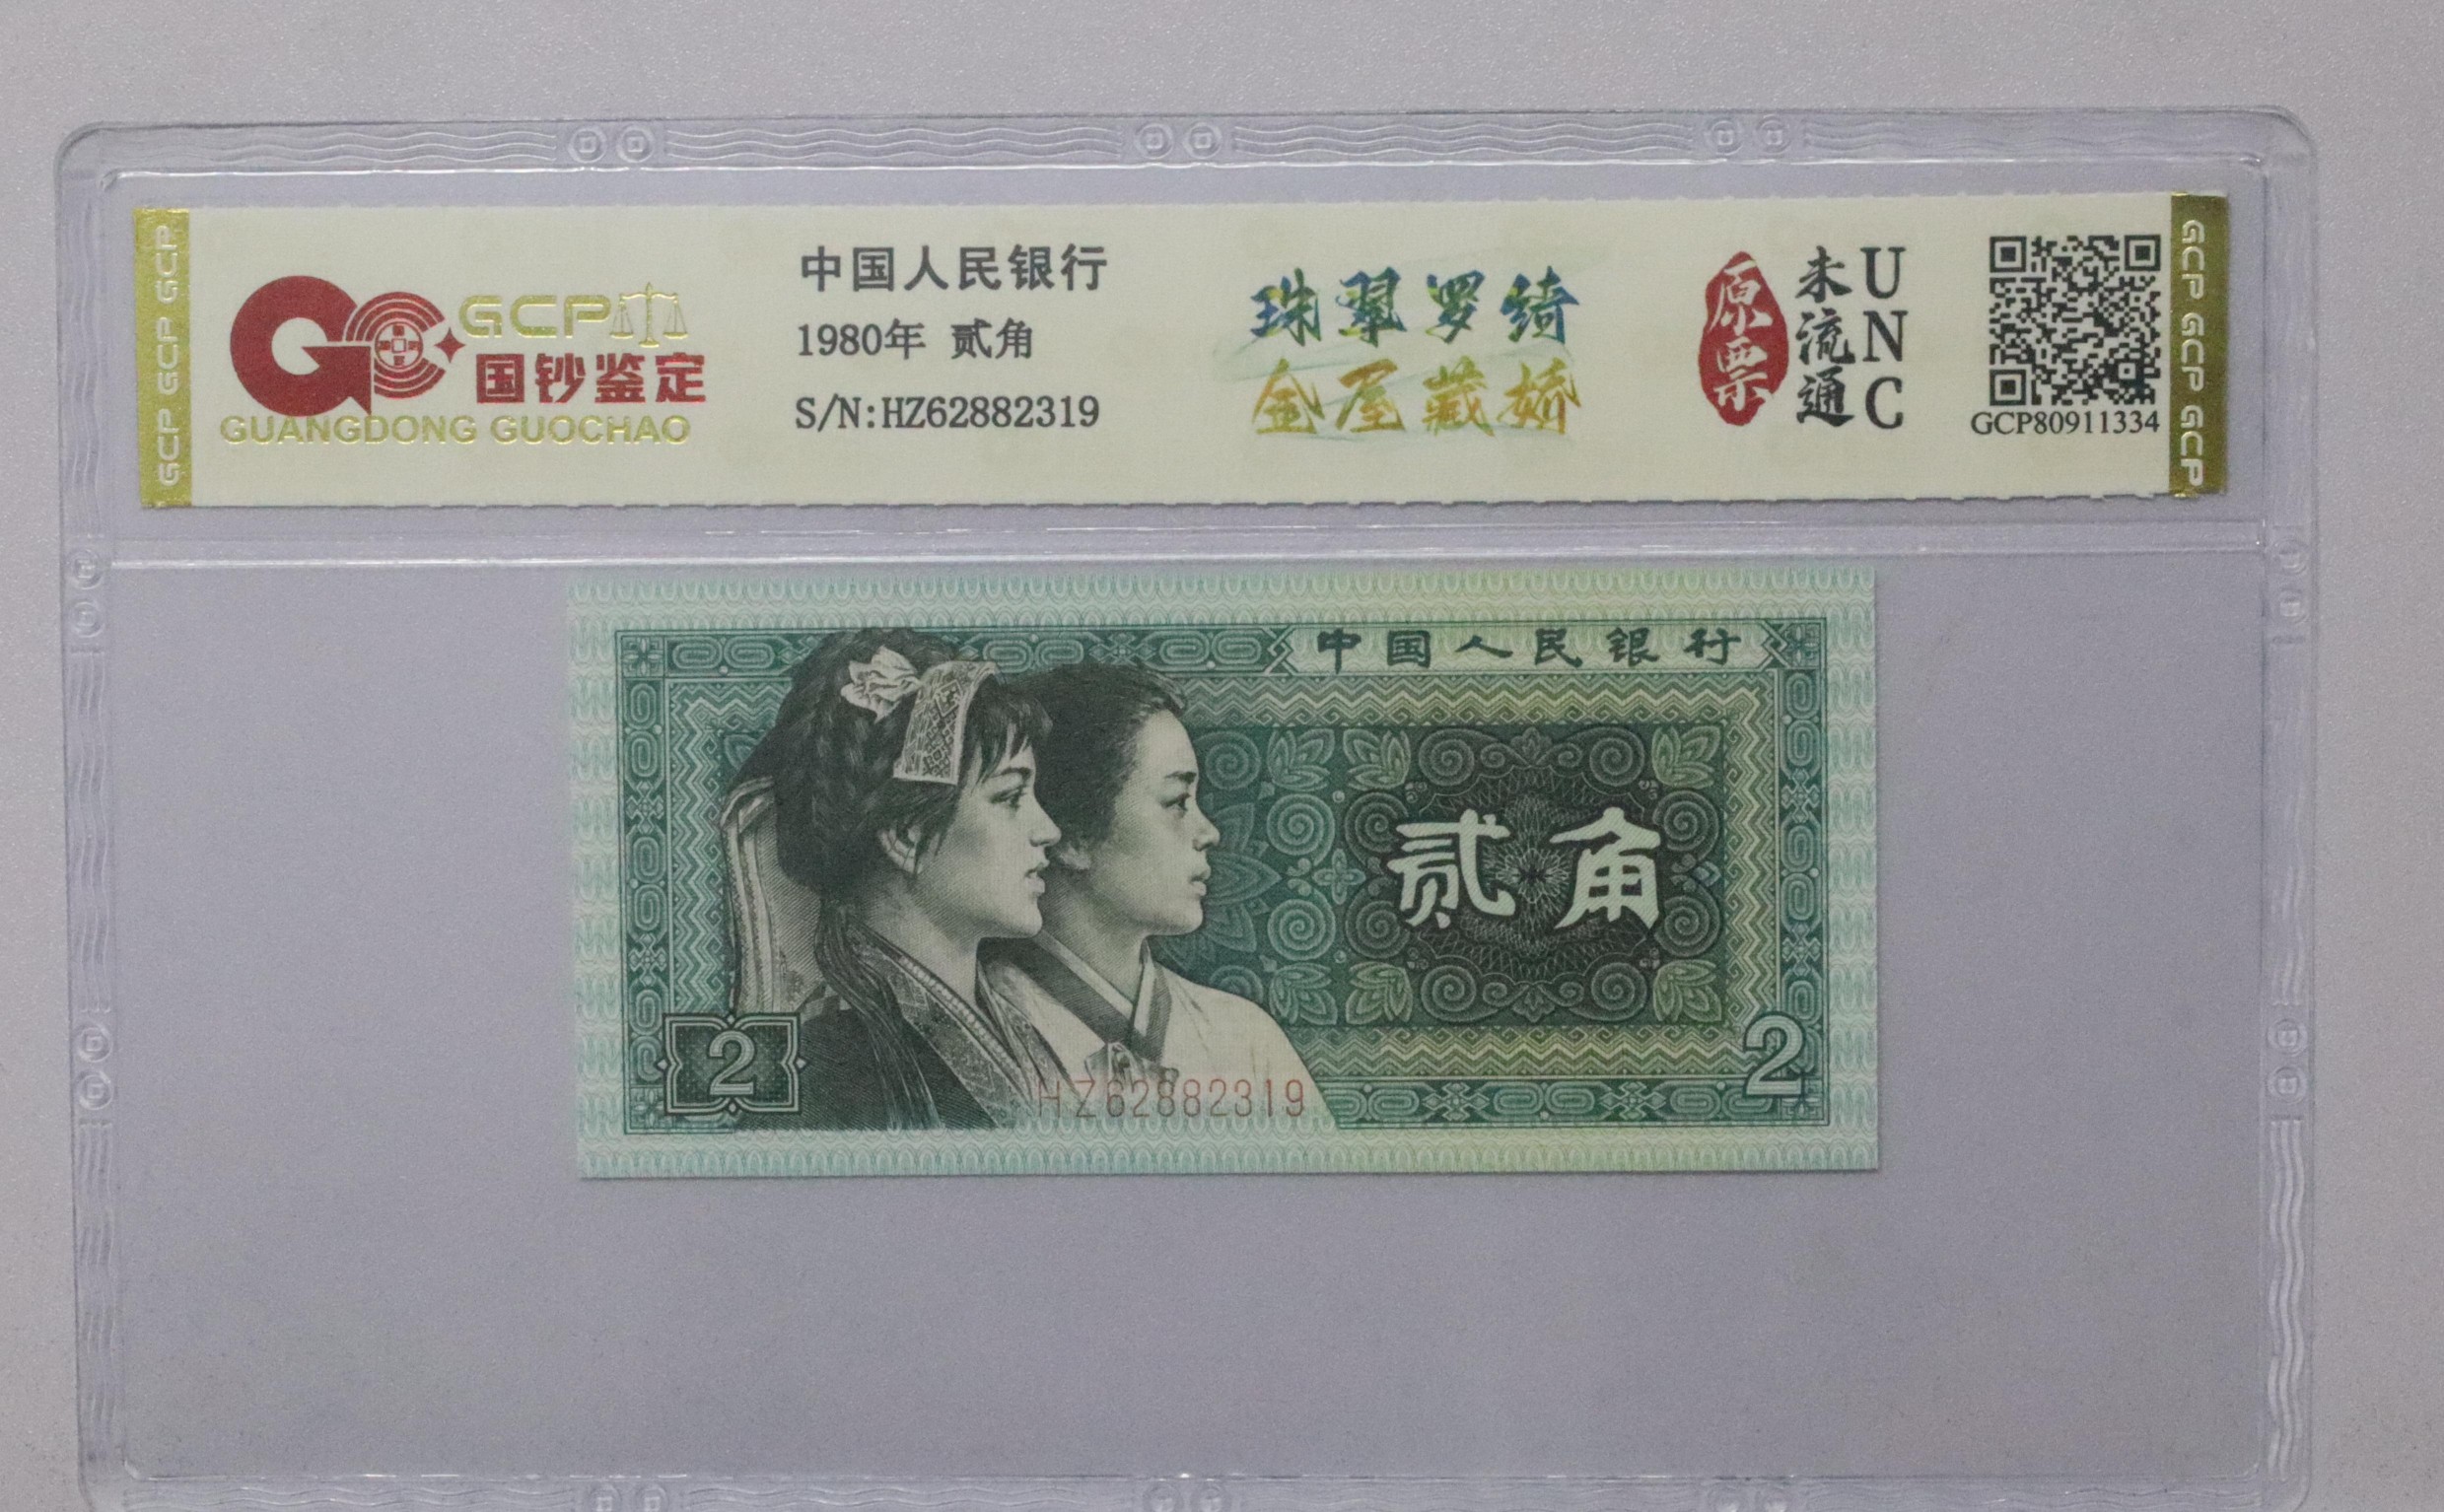 GCP GCP GCP
GCP
国钞鉴定
GUANGDONG GUOCHAO
中国人民银行
1980年 贰角
S/N:HZ62882319
珠翠罗绮
金屋藏娇
原票
未流通
UNC
GCP80911334
GCP GCP GCP
中国人民银行
贰角
2
2
HZ62882319